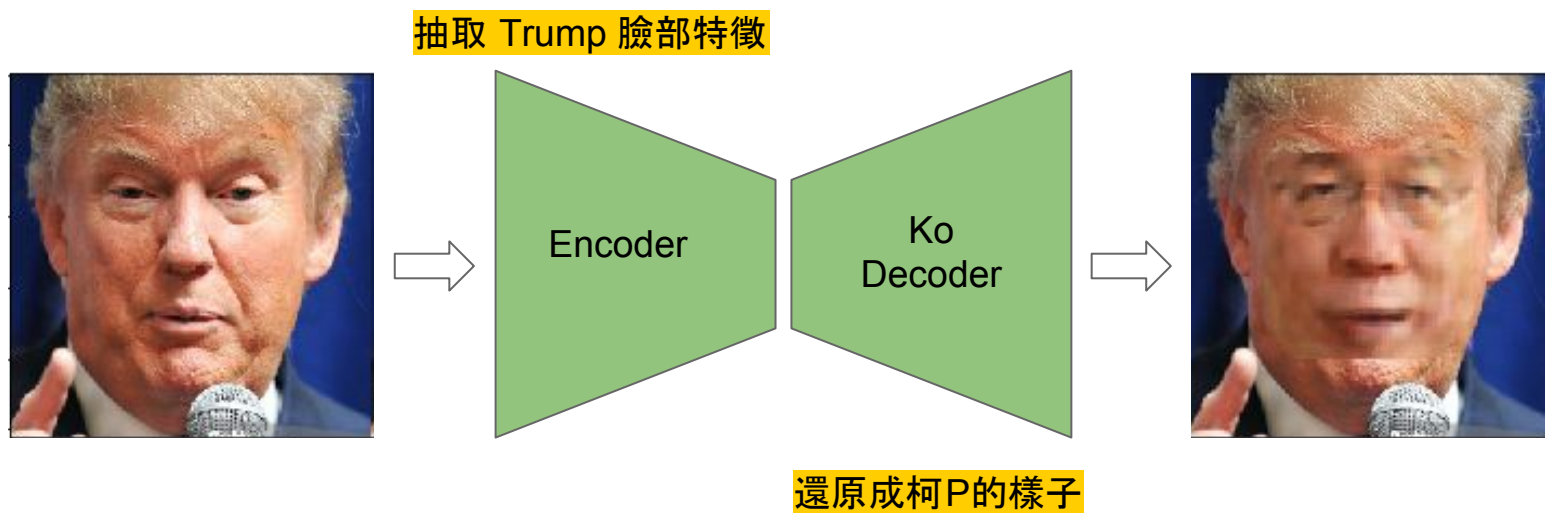 抽取 Trump 臉部特徵
Encoder
Ko
Decoder
還原成柯P的樣子